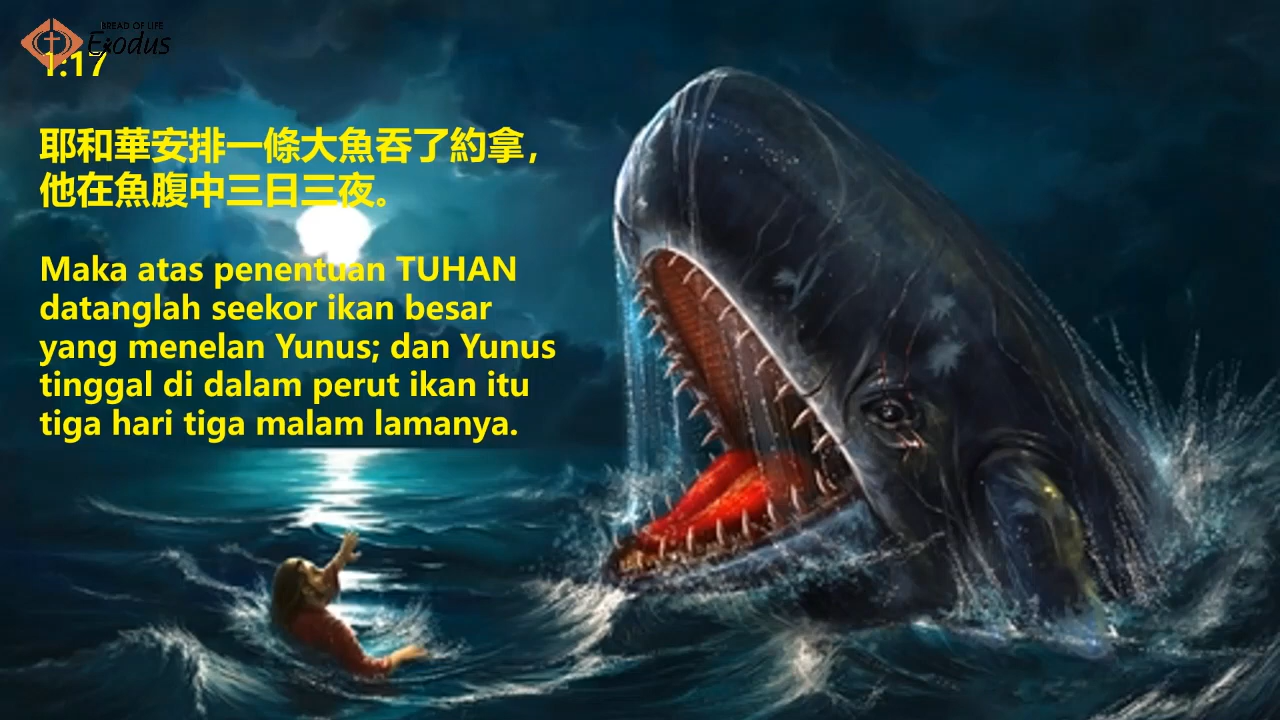 BREAD OF LIFE
Exodus
1:17
耶和華安排一條大魚吞了約拿，
他在魚腹中三日三夜。
Maka atas penentuan TUHAN
datanglah seekor ikan besar
yang menelan Yunus; dan Yunus
tinggal di dalam perut ikan itu
tiga hari tiga malam lamanya.